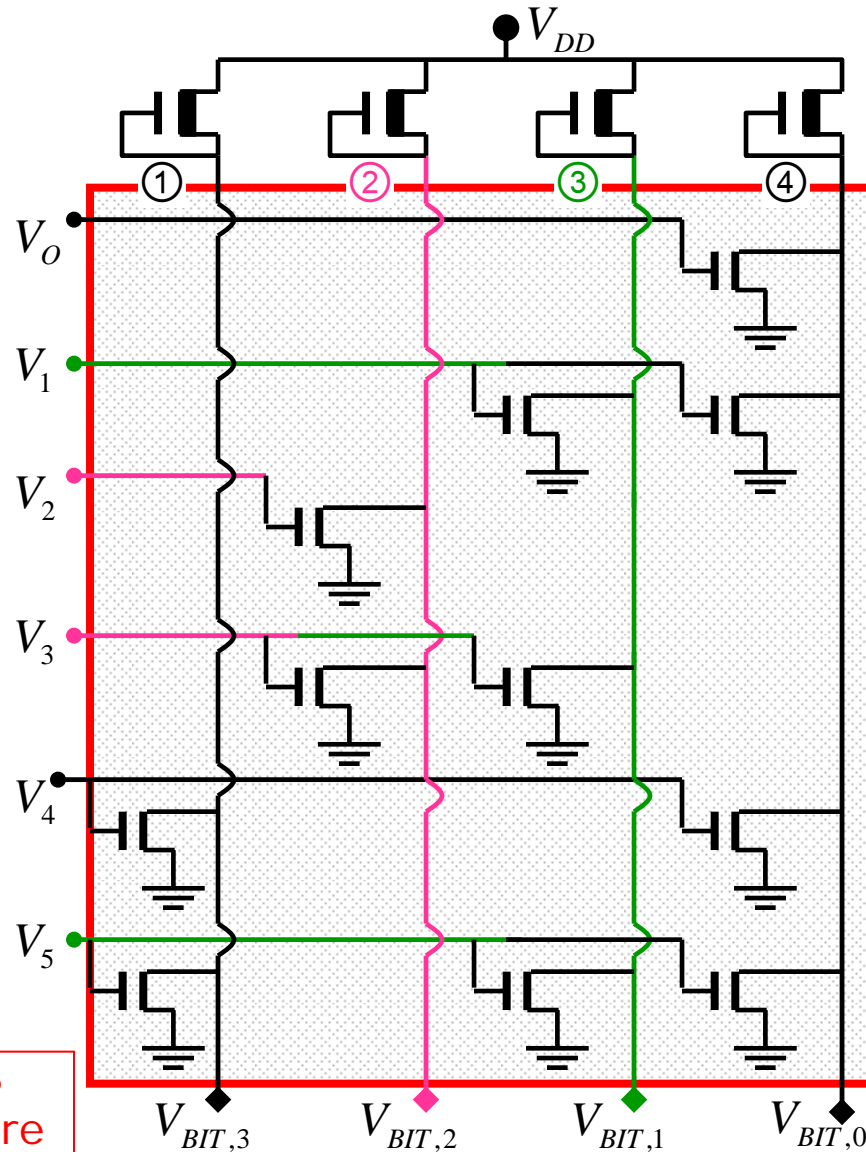 V_DD
① ② ③ ④
V_O
V_1
V_2
V_3
V_4
V_5
re
V_BIT,3 V_BIT,2 V_BIT,1 V_BIT,0